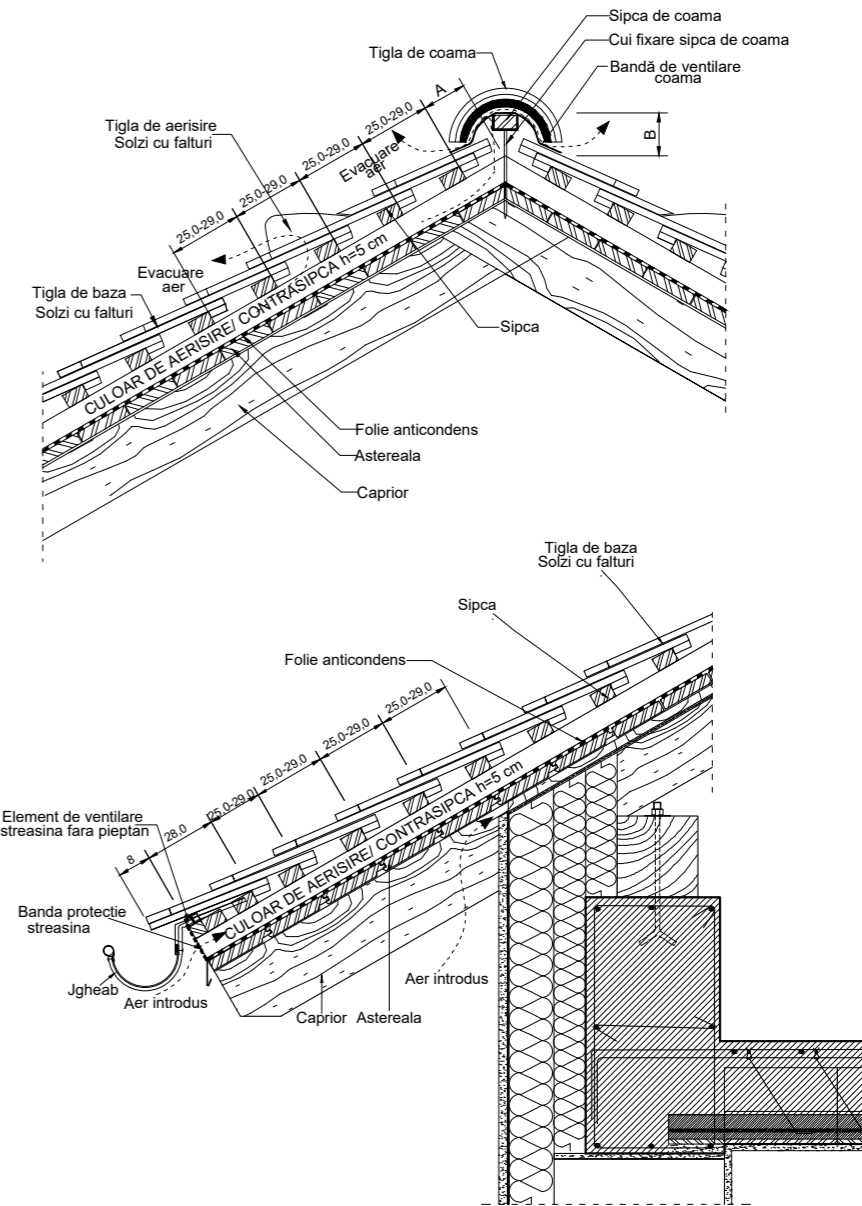 Sipca de coama
Cui fixare sipca de coama
Tigla de coama
Bandă de ventilare
coama
A
25,0-29,0
25,0-29,0
25,0-29,0
25,0-29,0
B
Tigla de aerisire
Solzi cu falturi
Evacuare
aer
Evacuare
aer
Tigla de baza
Solzi cu falturi
CULOAR DE AERISIRE/ CONTRASIPCA h=5 cm
Sipca
Folie anticondens
Astereala
Caprior
Tigla de baza
Solzi cu falturi
Sipca
Folie anticondens
25,0-29,0
25,0-29,0
25,0-29,0
25,0-29,0
28,0
8
Element de ventilare
streasina fara pieptan
CULOAR DE AERISIRE/ CONTRASIPCA h=5 cm
Banda protectie
streasina
Jgheab
Aer introdus
Aer introdus
Caprior
Astereala